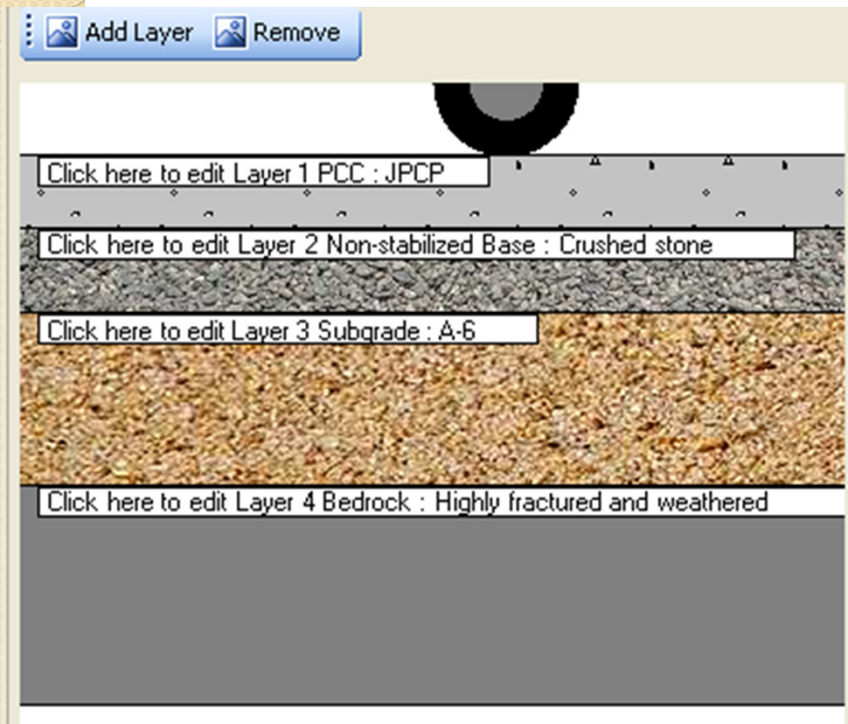 Add Layer Remove
Click here to edit Layer 1 PCC : JPCP
Click here to edit Layer 2 Non-stabilized Base : Crushed stone
Click here to edit Layer 3 Subgrade : A-6
Click here to edit Layer 4 Bedrock : Highly fractured and weathered